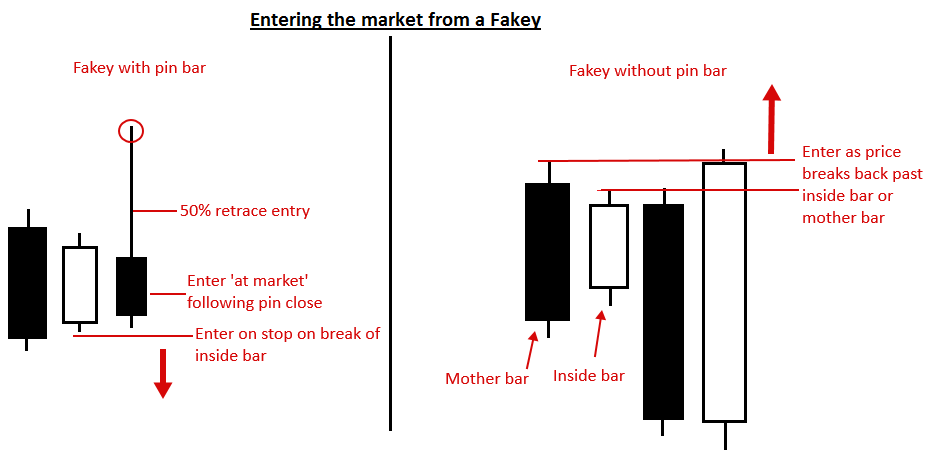 Entering the market from a Fakey
Fakey with pin bar
50% retrace entry
Enter 'at market'
following pin close
Enter on stop on break of
inside bar
Fakey without pin bar
Enter as price
breaks back past
inside bar or
mother bar
Mother bar
Inside bar